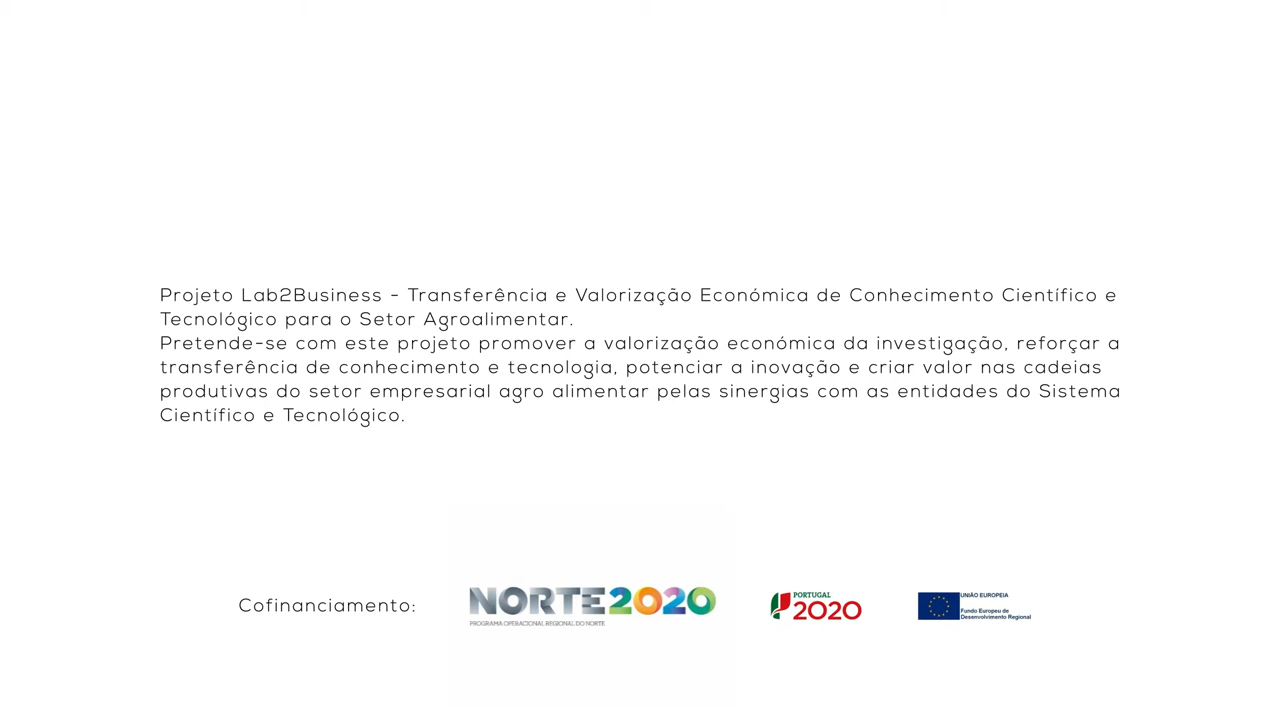 Projeto Lab2Business - Transferência e Valorização Económica de Conhecimento Científico e
Tecnológico para o Setor Agroalimentar.
Pretende-se com este projeto promover a valorização económica da investigação, reforçar a
transferência de conhecimento e tecnologia, potenciar a inovação e criar valor nas cadeias
produtivas do setor empresarial agro alimentar pelas sinergias com as entidades do Sistema
Científico e Tecnológico.
Cofinanciamento:
NORTE2020
PROGRAMA OPERACIONAL REGIONAL DO NORTE
PORTUGAL
2020
UNIÃO EUROPEIA
Fundo Europeu de
Desenvolvimento Regional